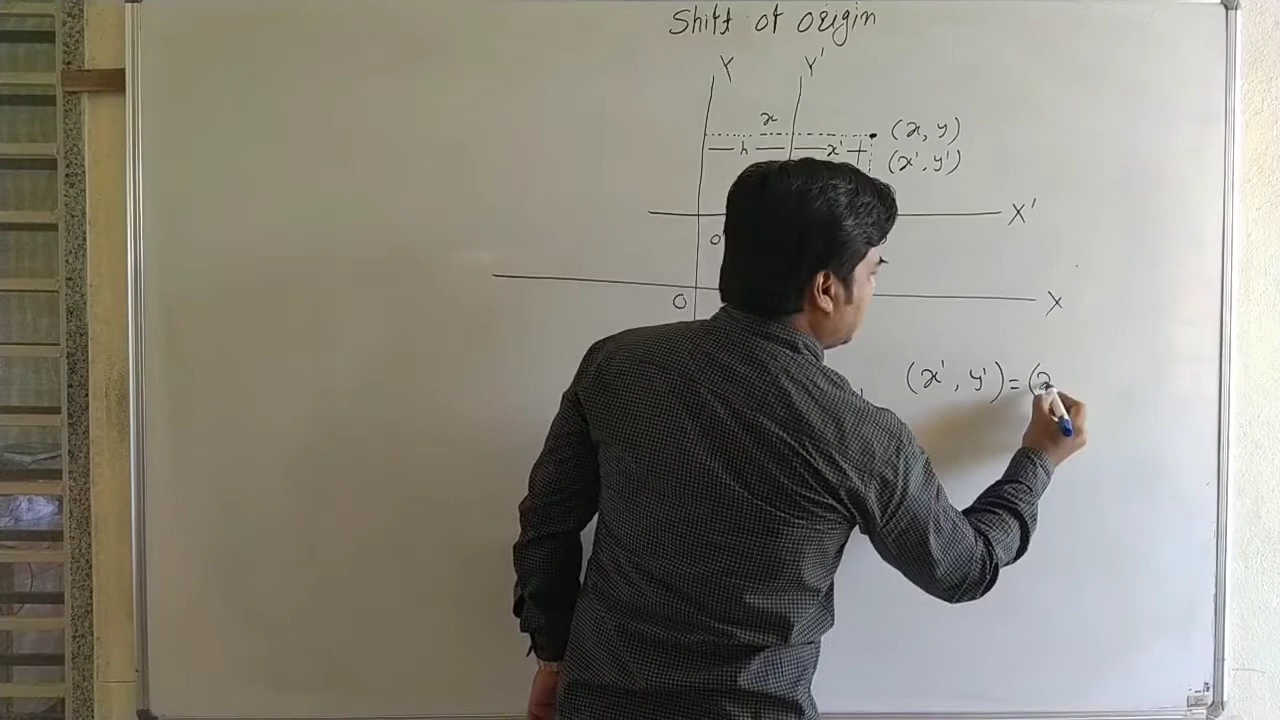 Shift of origin
Y Y'
x
(x, y)
h x'
(x', y')
X'
O'
O X
(x', y') = (x